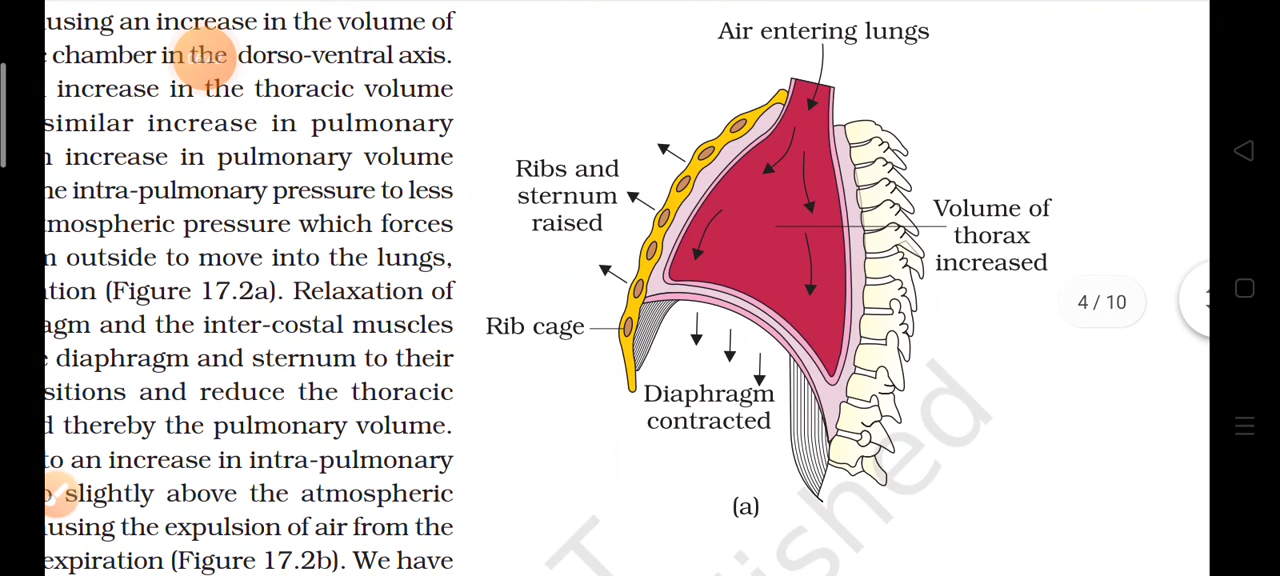 using an increase in the volume of
chamber in the dorso-ventral axis.
increase in the thoracic volume
similar increase in pulmonary
increase in pulmonary volume
intra-pulmonary pressure to less
mospheric pressure which forces
outside to move into the lungs,
tion (Figure 17.2a). Relaxation of
agm and the inter-costal muscles
diaphragm and sternum to their
sitions and reduce the thoracic
d thereby the pulmonary volume.
to an increase in intra-pulmonary
slightly above the atmospheric
using the expulsion of air from the
expiration (Figure 17.2b). We have
Air entering lungs
Ribs and
sternum
raised
Volume of
thorax
increased
Rib cage
Diaphragm
contracted
(a)
4 / 10
T
ished